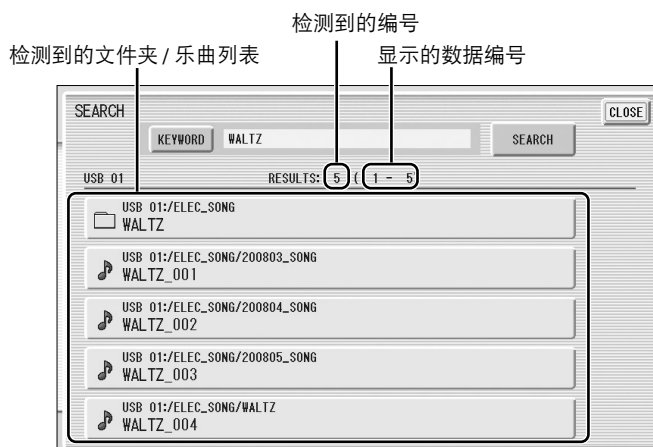 检测到的编号
检测到的文件夹 / 乐曲列表
显示的数据编号
SEARCH
CLOSE
KEYWORD WALTZ SEARCH
USB 01 RESULTS: 5 ( 1 - 5
USB 01:/ELEC_SONG
WALTZ
USB 01:/ELEC_SONG/200803_SONG
WALTZ_001
USB 01:/ELEC_SONG/200804_SONG
WALTZ_002
USB 01:/ELEC_SONG/200805_SONG
WALTZ_003
USB 01:/ELEC_SONG/WALTZ
WALTZ_004